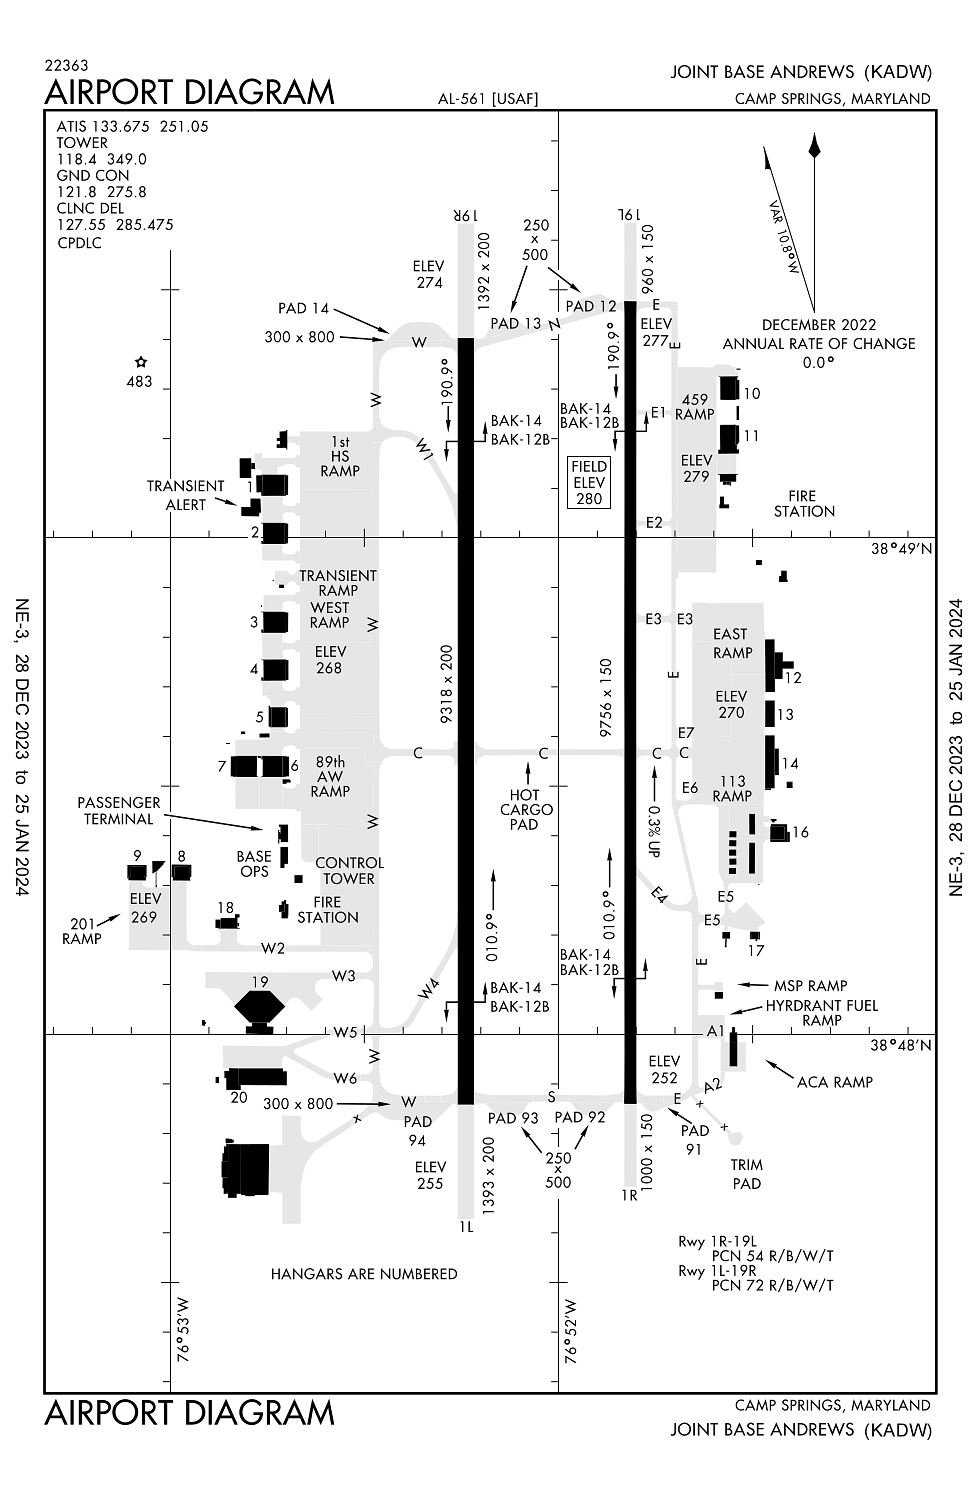 22363
AIRPORT DIAGRAM
AL-561 [USAF]
JOINT BASE ANDREWS (KADW)
CAMP SPRINGS, MARYLAND
ATIS 133.675 251.05
TOWER
118.4 349.0
GND CON
121.8 275.8
CLNC DEL
127.55 285.475
CPDLC
19R
19L
250
x
500
1392 x 200
960 x 150
VAR 10.8°W
ELEV
274
PAD 14
300 x 800
W
PAD 13
N
PAD 12
E
ELEV
277
E
DECEMBER 2022
ANNUAL RATE OF CHANGE
0.0°
483
190.9°
190.9°
W
W1
BAK-14
BAK-12B
BAK-14
BAK-12B
E1
459
RAMP
10
11
ELEV
279
FIELD
ELEV
280
FIRE
STATION
1st
HS
RAMP
TRANSIENT
ALERT
1
2
E2
38°49'N
TRANSIENT
RAMP
WEST
RAMP
W
3
E3
E3
EAST
RAMP
ELEV
268
4
E
12
ELEV
270
5
9318 x 200
9756 x 150
13
E7
7
6
89th
AW
RAMP
C
C
C
C
14
HOT
CARGO
PAD
E6
113
RAMP
0.3% UP
PASSENGER
TERMINAL
W
16
9
8
BASE
OPS
CONTROL
TOWER
ELEV
269
201
RAMP
18
FIRE
STATION
010.9°
010.9°
E4
E5
E5
17
W2
W3
19
W4
BAK-14
BAK-12B
BAK-14
BAK-12B
E
MSP RAMP
HYRDRANT FUEL
RAMP
W5
A1
38°48'N
W
W6
ELEV
252
A2
ACA RAMP
20
300 x 800
W
S
E
PAD
94
PAD 93
PAD 92
PAD
91
x
x
x
ELEV
255
250
x
500
1393 x 200
1000 x 150
TRIM
PAD
1L
1R
Rwy 1R-19L
PCN 54 R/B/W/T
Rwy 1L-19R
PCN 72 R/B/W/T
HANGARS ARE NUMBERED
76°53'W
76°52'W
NE-3, 28 DEC 2023 to 25 JAN 2024
NE-3, 28 DEC 2023 to 25 JAN 2024
AIRPORT DIAGRAM
CAMP SPRINGS, MARYLAND
JOINT BASE ANDREWS (KADW)